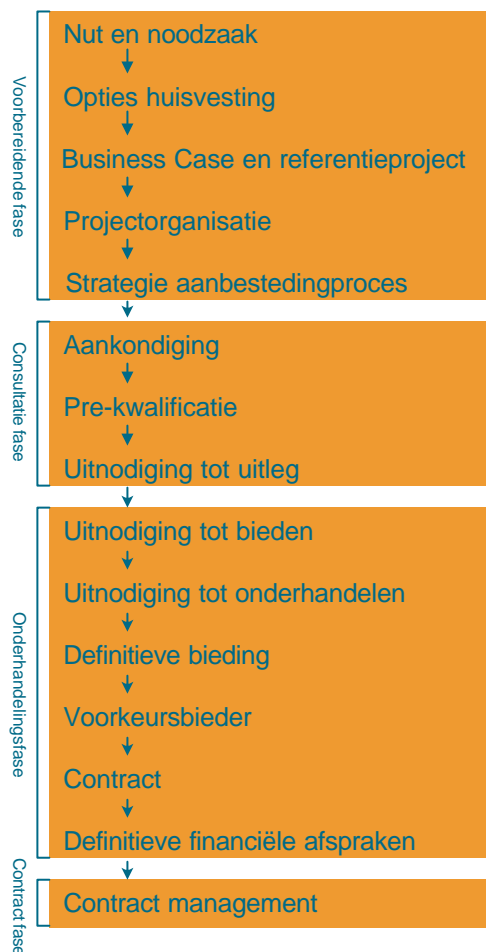 Voorbereidende fase
Nut en noodzaak
Opties huisvesting
Business Case en referentieproject
Projectorganisatie
Strategie aanbestedingproces
Consultatie fase
Aankondiging
Pre-kwalificatie
Uitnodiging tot uitleg
Onderhandelingsfase
Uitnodiging tot bieden
Uitnodiging tot onderhandelen
Definitieve bieding
Voorkeursbieder
Contract
Definitieve financiële afspraken
Contract fase
Contract management